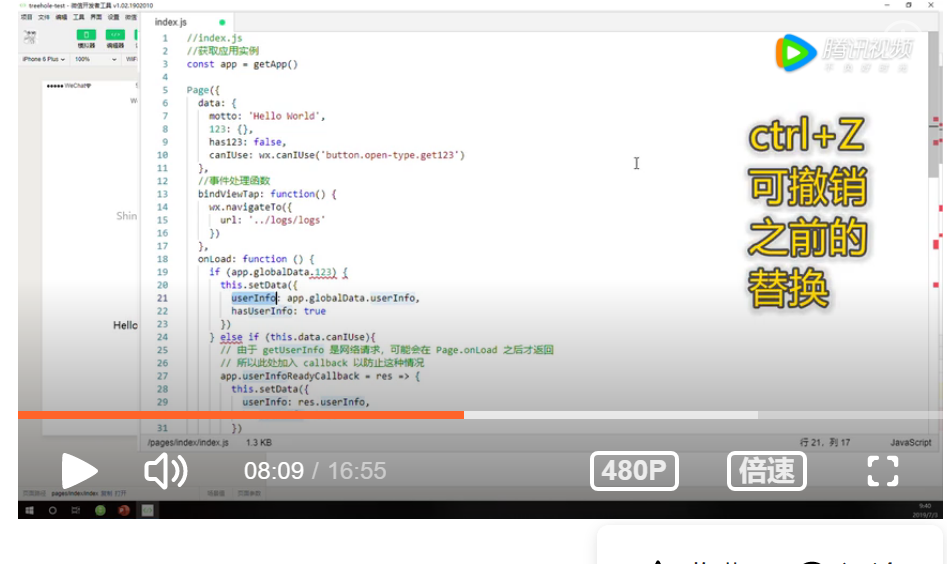 treehole-test - 微信开发者工具 v1.02.1902010
项目 文件 编辑 工具 界面 设置 微信
index.js
模拟器 编辑器
iPhone 6 Plus 100% WiFi
WeChat
Shin
Hello
1 //index.js
2 //获取应用实例
3 const app = getApp()
4
5 Page({
6 data: {
7 motto: 'Hello World',
8 123: {},
9 has123: false,
10 canIUse: wx.canIUse('button.open-type.get123')
11 },
12 //事件处理函数
13 bindViewTap: function() {
14 wx.navigateTo({
15 url: '../logs/logs'
16 })
17 },
18 onLoad: function () {
19 if (app.globalData.123) {
20 this.setData({
21 userInfo: app.globalData.userInfo,
22 hasUserInfo: true
23 })
24 } else if (this.data.canIUse){
25 // 由于 getUserInfo 是网络请求，可能会在 Page.onLoad 之后才返回
26 // 所以此处加入 callback 以防止这种情况
27 app.userInfoReadyCallback = res => {
28 this.setData({
29 userInfo: res.userInfo,
31 })
腾讯视频
不负好时光
ctrl+Z
可撤销
之前的
替换
/pages/index/index.js 1.3 KB 行 21，列 17 JavaScript
08:09 / 16:55 480P 倍速
页面路径 pages/index/index 复制 打开 场景值 页面参数
9:40
2019/7/3